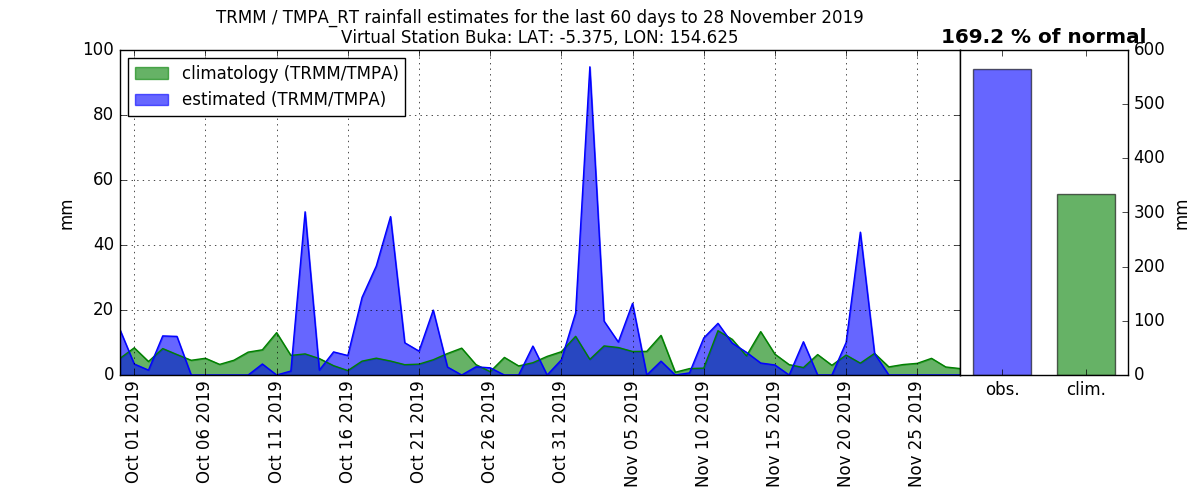 TRMM / TMPA_RT rainfall estimates for the last 60 days to 28 November 2019
Virtual Station Buka: LAT: -5.375, LON: 154.625
169.2 % of normal
climatology (TRMM/TMPA)
estimated (TRMM/TMPA)
mm
100
80
60
40
20
0
Oct 01 2019
Oct 06 2019
Oct 11 2019
Oct 16 2019
Oct 21 2019
Oct 26 2019
Oct 31 2019
Nov 05 2019
Nov 10 2019
Nov 15 2019
Nov 20 2019
Nov 25 2019
obs.
clim.
600
500
400
300
200
100
0
mm